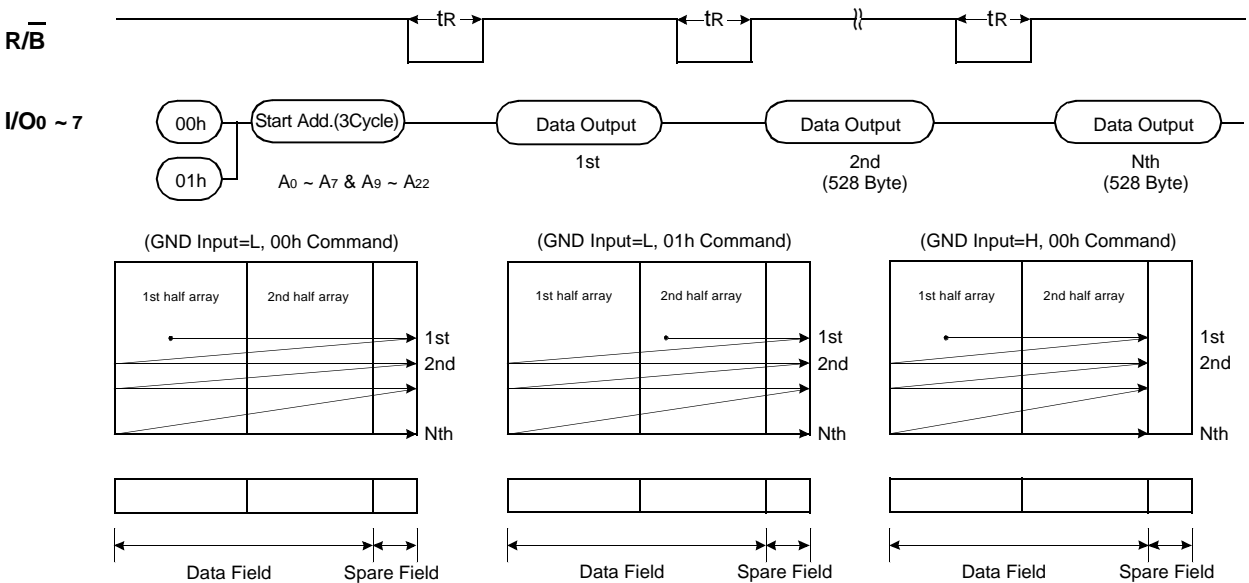 R/B tR tR tR
I/O0 ~ 7 00h Start Add.(3Cycle) Data Output Data Output Data Output
01h A0 ~ A7 & A9 ~ A22 1st 2nd Nth
(528 Byte) (528 Byte)
(GND Input=L, 00h Command) (GND Input=L, 01h Command) (GND Input=H, 00h Command)
1st half array 2nd half array 1st half array 2nd half array 1st half array 2nd half array
1st 1st 1st
2nd 2nd 2nd
Nth Nth Nth
Data Field Spare Field Data Field Spare Field Data Field Spare Field